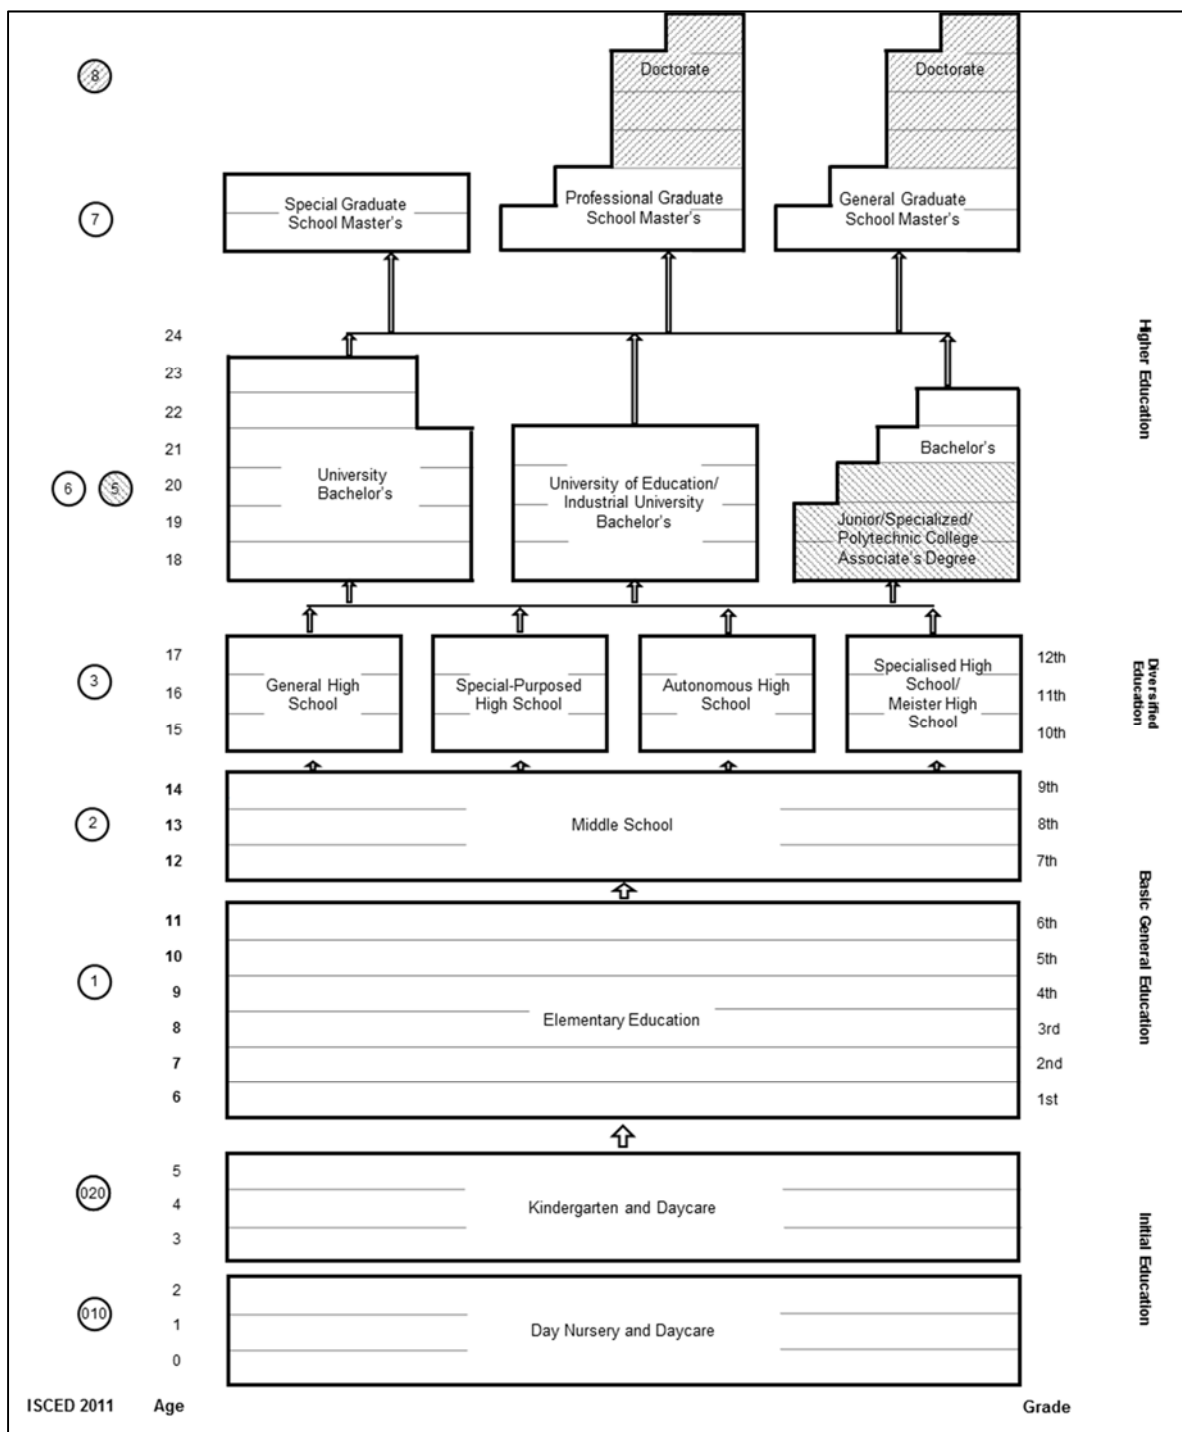 8
Doctorate
Doctorate
7
Special Graduate
School Master's
Professional Graduate
School Master's
General Graduate
School Master's
Higher Education
24
23
22
21
20
19
18
6
5
University
Bachelor's
University of Education/
Industrial University
Bachelor's
Bachelor's
Junior/Specialized/
Polytechnic College
Associate's Degree
3
17
16
15
General High
School
Special-Purposed
High School
Autonomous High
School
Specialised High
School/
Meister High
School
12th
11th
10th
Diversified
Education
2
14
13
12
Middle School
9th
8th
7th
Basic General Education
1
11
10
9
8
7
6
Elementary Education
6th
5th
4th
3rd
2nd
1st
020
5
4
3
Kindergarten and Daycare
Initial Education
010
2
1
0
Day Nursery and Daycare
ISCED 2011
Age
Grade